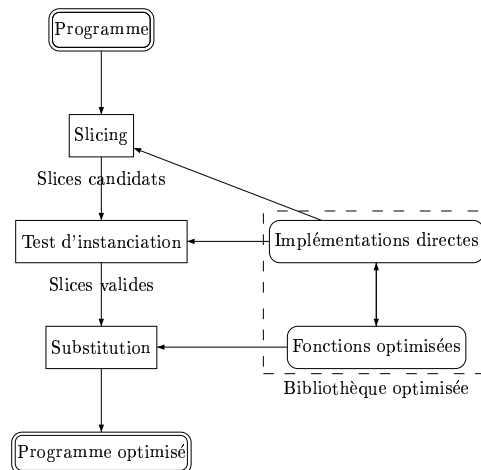 Programme
Slicing
Slices candidats
Test d'instanciation
Implémentations directes
Slices valides
Substitution
Fonctions optimisées
Bibliothèque optimisée
Programme optimisé